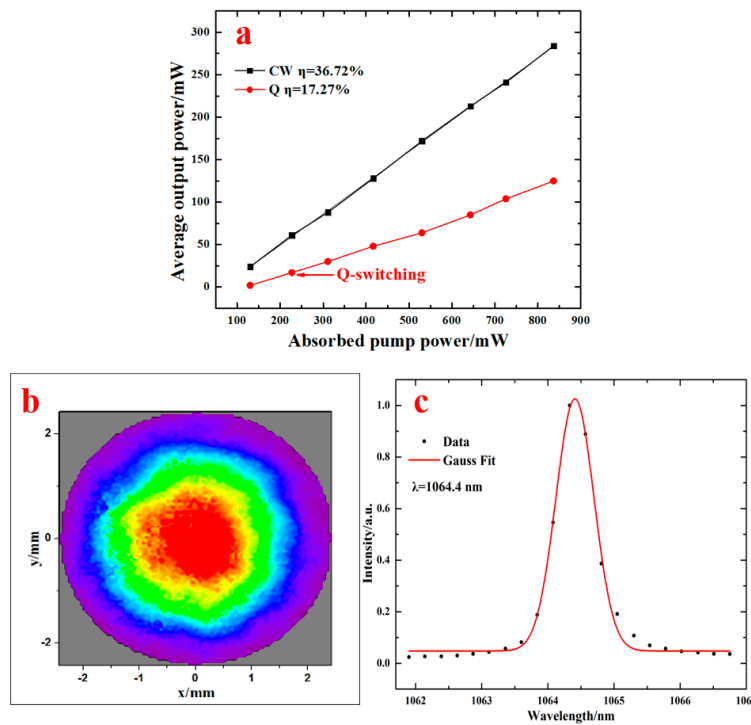 a
300
250
200
150
100
50
0
Average output power/mW
CW η=36.72%
Q η=17.27%
Q-switching
100 200 300 400 500 600 700 800 900
Absorbed pump power/mW
b
2
0
-2
y/mm
-2 -1 0 1 2
x/mm
c
1.0
0.8
0.6
0.4
0.2
0.0
Intensity/a.u.
Data
Gauss Fit
λ=1064.4 nm
1062 1063 1064 1065 1066 106
Wavelength/nm